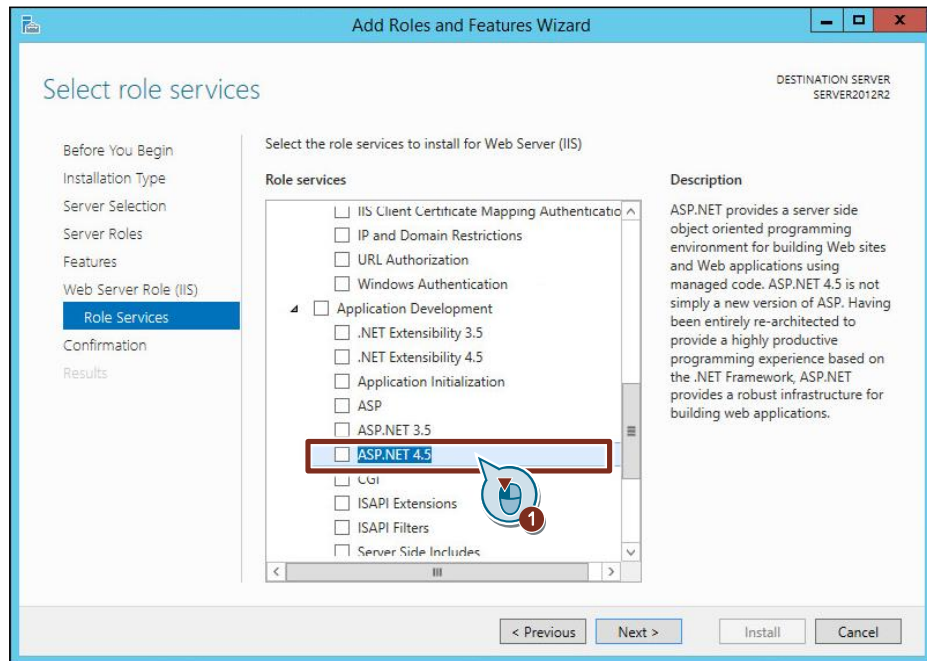 Add Roles and Features Wizard
Select role services
DESTINATION SERVER
SERVER2012R2
Before You Begin
Installation Type
Server Selection
Server Roles
Features
Web Server Role (IIS)
Role Services
Confirmation
Results
Select the role services to install for Web Server (IIS)
Role services
IIS Client Certificate Mapping Authenticatio
IP and Domain Restrictions
URL Authorization
Windows Authentication
Application Development
.NET Extensibility 3.5
.NET Extensibility 4.5
Application Initialization
ASP
ASP.NET 3.5
ASP.NET 4.5
CGI
ISAPI Extensions
ISAPI Filters
Server Side Includes
1
Description
ASP.NET provides a server side
object oriented programming
environment for building Web sites
and Web applications using
managed code. ASP.NET 4.5 is not
simply a new version of ASP. Having
been entirely re-architected to
provide a highly productive
programming experience based on
the .NET Framework, ASP.NET
provides a robust infrastructure for
building web applications.
< Previous
Next >
Install
Cancel